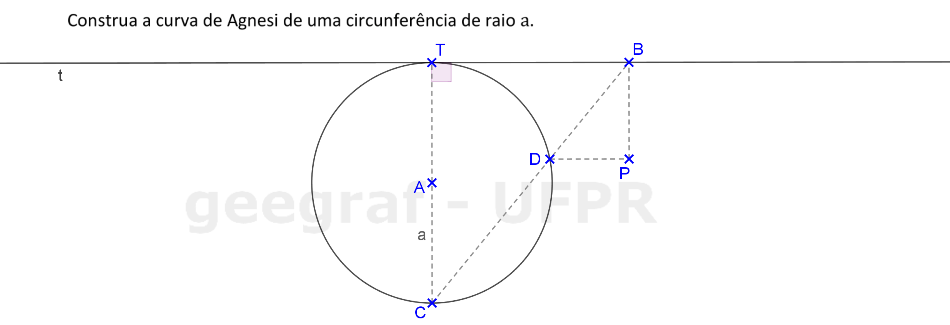 Construa a curva de Agnesi de uma circunferência de raio a.
T
B
t
D
P
A
geegraf - UFPR
a
C